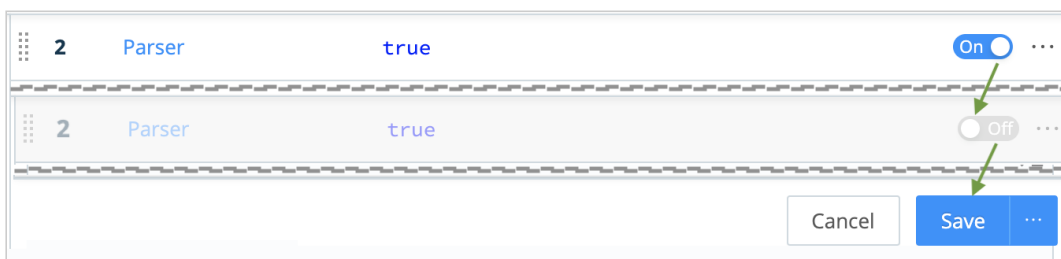 2 Parser true On ...
2 Parser true Off ...
Cancel Save ...